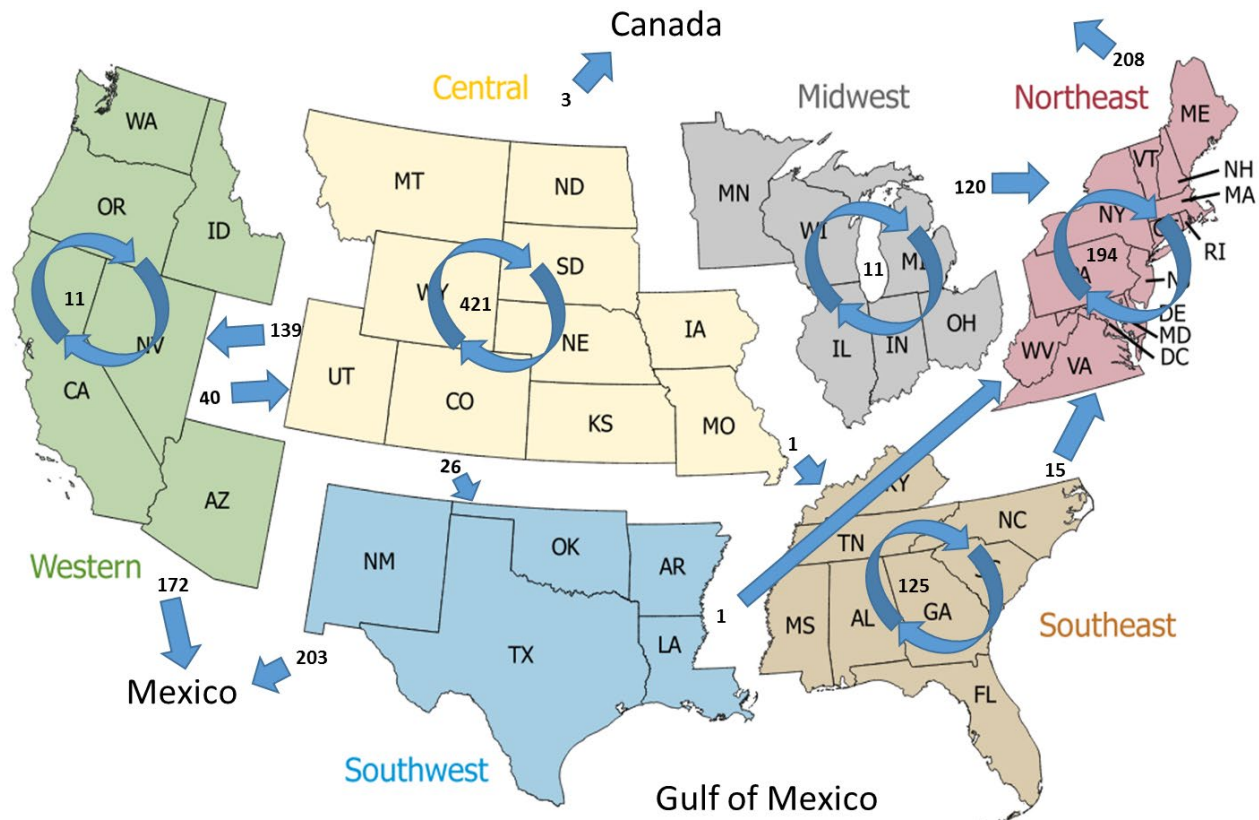 Canada
208
Central
3
Midwest
Northeast
ME
WA
VT
MT
ND
MN
120
NH
MA
OR
ID
NY
WI
RI
SD
MI
11
194
11
WY
421
139
NV
IA
OH
DE
NE
MD
IL
IN
DC
UT
WV
VA
CA
40
CO
KS
MO
1
26
15
AZ
NC
OK
TN
NM
AR
Western
172
125
GA
1
MS
AL
Southeast
LA
TX
203
Mexico
FL
Southwest
Gulf of Mexico